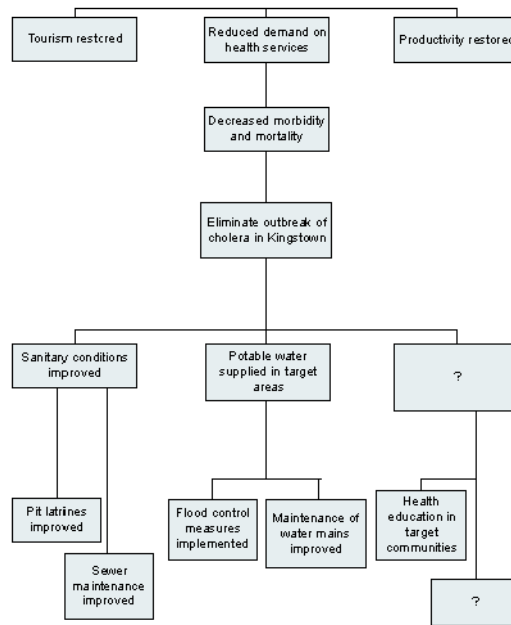 Tourism restored
Reduced demand on
health services
Productivity restored
Decreased morbidity
and mortality
Eliminate outbreak of
cholera in Kingstown
Sanitary conditions
improved
Potable water
supplied in target
areas
?
Pit latriines
improved
Flood control
measures
implemented
Maintenance of
water mains
improved
Health
education in
target
communities
Sewer
maintenance
improved
?